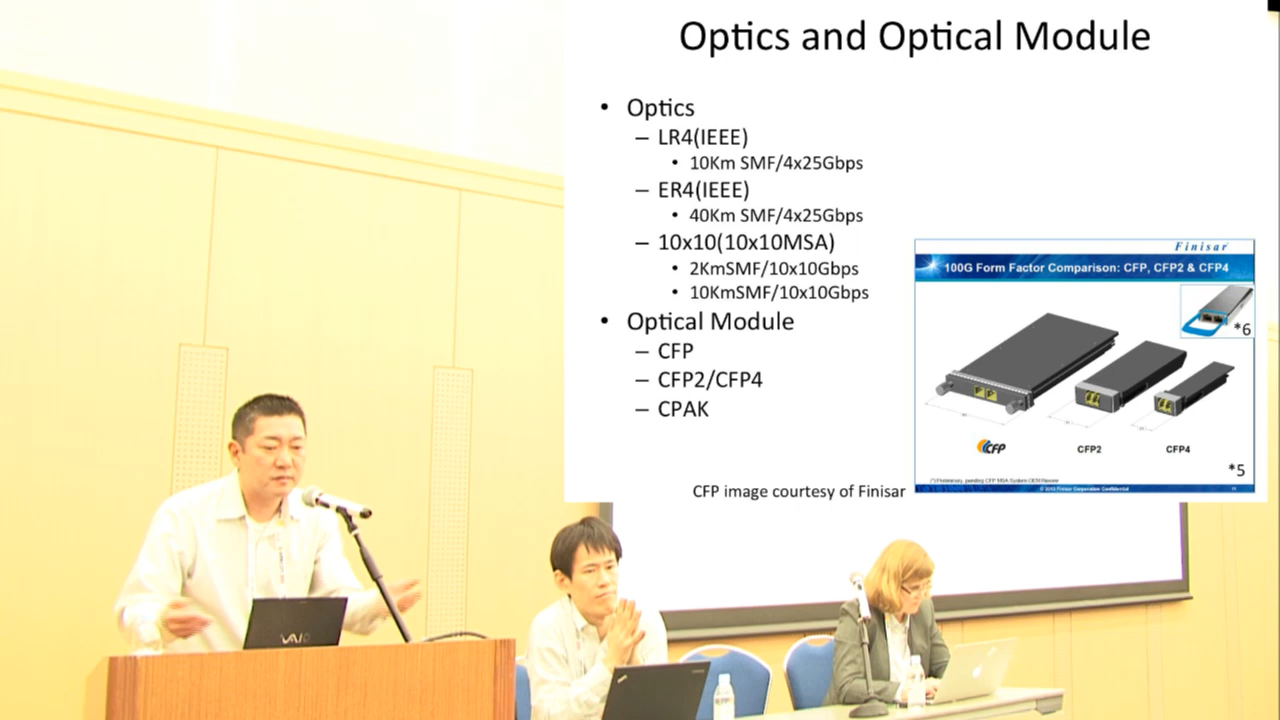 Optics and Optical Module
• Optics
– LR4(IEEE)
• 10Km SMF/4x25Gbps
– ER4(IEEE)
• 40Km SMF/4x25Gbps
– 10x10(10x10MSA)
• 2KmSMF/10x10Gbps
• 10KmSMF/10x10Gbps
• Optical Module
– CFP
– CFP2/CFP4
– CPAK
CFP image courtesy of Finisar
Finisar
100G Form Factor Comparison: CFP, CFP2 & CFP4
*6
CFP
CFP2
CFP4
*5
VAIO